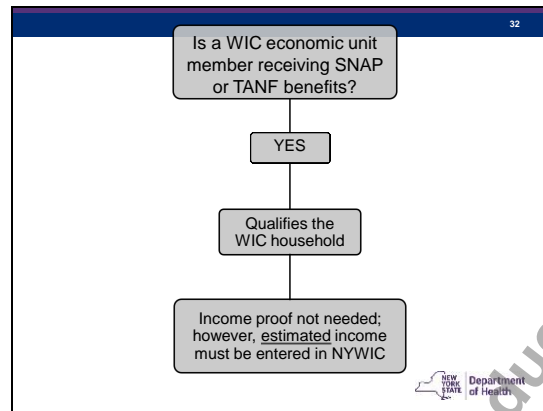 32
Is a WIC economic unit
member receiving SNAP
or TANF benefits?
YES
Qualifies the
WIC household
Income proof not needed;
however, estimated income
must be entered in NYWIC
NEW
YORK
STATE
Department
of Health